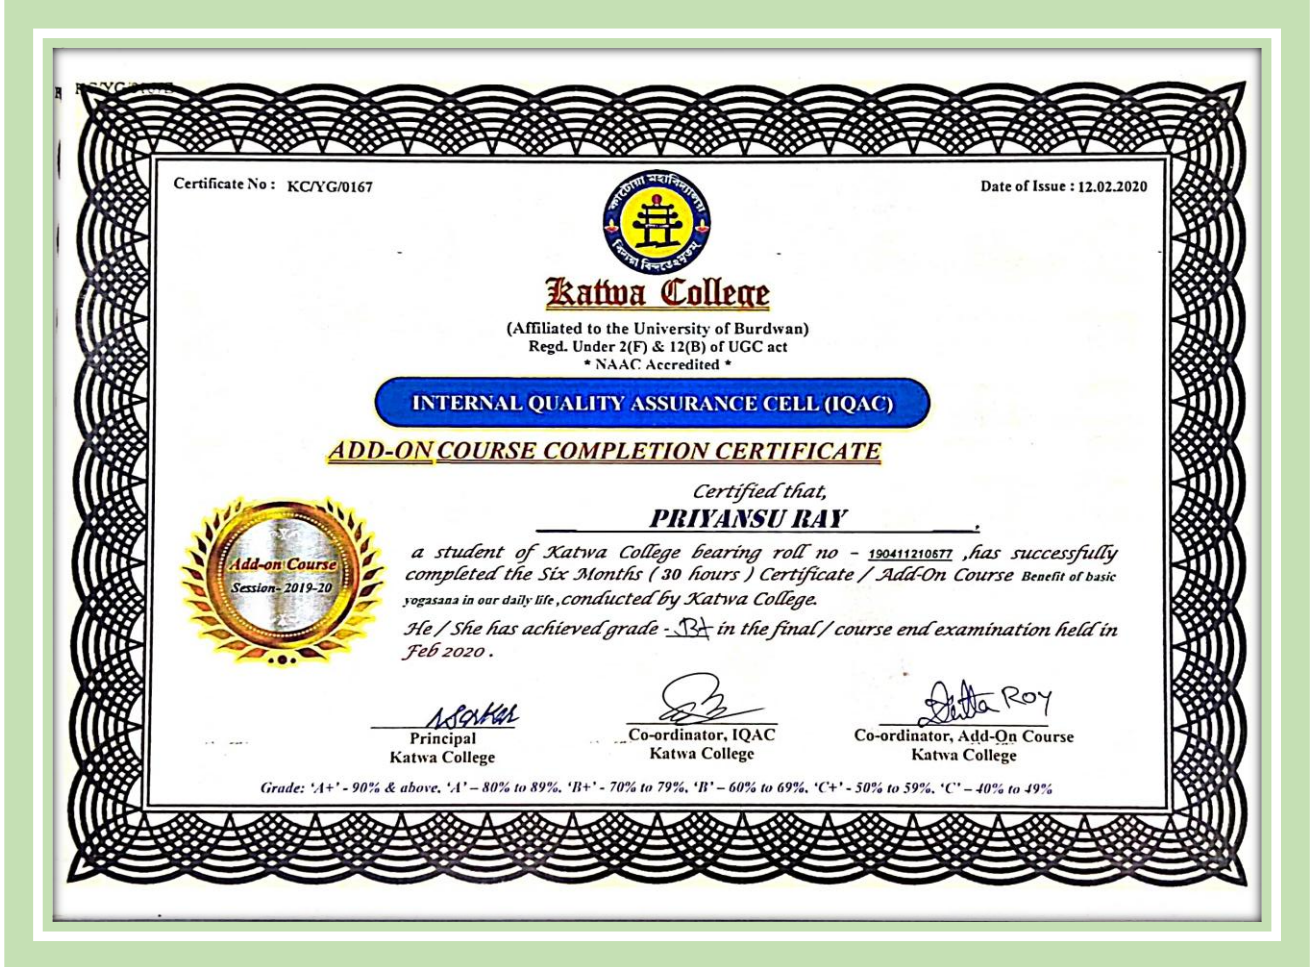 Certificate No : KC/YG/0167
Date of Issue : 12.02.2020
কাটোয়া মহাবিদ্যালয়
Katwa College
(Affiliated to the University of Burdwan)
Regd. Under 2(F) & 12(B) of UGC act
* NAAC Accredited *
INTERNAL QUALITY ASSURANCE CELL (IQAC)
ADD-ON COURSE COMPLETION CERTIFICATE
Certified that,
PRIYANSU RAY ,
Add-on Course
Session- 2019-20
a student of Katwa College bearing roll no - 190411210677 ,has successfully
completed the Six Months ( 30 hours ) Certificate / Add-On Course Benefit of basic
yogasana in our daily life ,conducted by Katwa College.
He / She has achieved grade - B+ in the final / course end examination held in
Feb 2020 .
Roy
Principal
Katwa College
Co-ordinator, IQAC
Katwa College
Co-ordinator, Add-On Course
Katwa College
Grade: 'A+' - 90% & above, 'A' – 80% to 89%, 'B+' - 70% to 79%, 'B' – 60% to 69%, 'C+' - 50% to 59%, 'C' – 40% to 49%